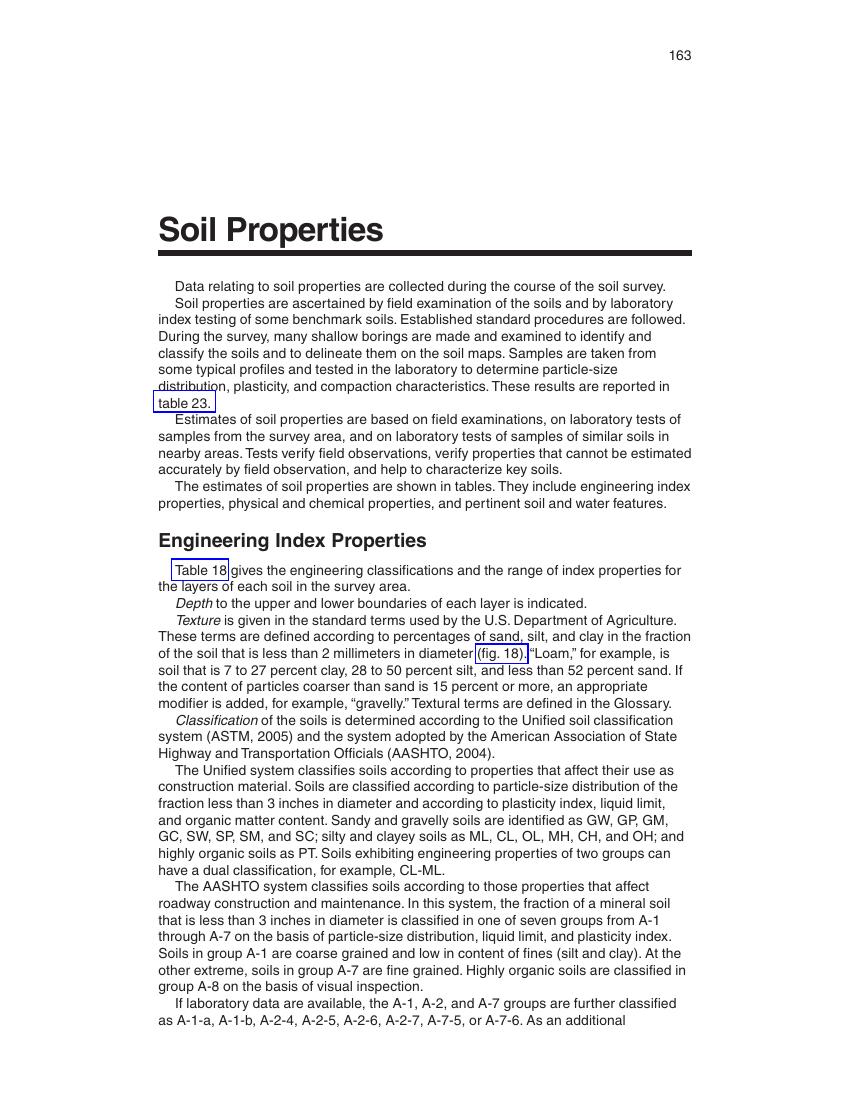 163
Soil Properties
Data relating to soil properties are collected during the course of the soil survey.
Soil properties are ascertained by field examination of the soils and by laboratory
index testing of some benchmark soils. Established standard procedures are followed.
During the survey, many shallow borings are made and examined to identify and
classify the soils and to delineate them on the soil maps. Samples are taken from
some typical profiles and tested in the laboratory to determine particle-size
distribution, plasticity, and compaction characteristics. These results are reported in
table 23.
Estimates of soil properties are based on field examinations, on laboratory tests of
samples from the survey area, and on laboratory tests of samples of similar soils in
nearby areas. Tests verify field observations, verify properties that cannot be estimated
accurately by field observation, and help to characterize key soils.
The estimates of soil properties are shown in tables. They include engineering index
properties, physical and chemical properties, and pertinent soil and water features.
Engineering Index Properties
Table 18 gives the engineering classifications and the range of index properties for
the layers of each soil in the survey area.
Depth to the upper and lower boundaries of each layer is indicated.
Texture is given in the standard terms used by the U.S. Department of Agriculture.
These terms are defined according to percentages of sand, silt, and clay in the fraction
of the soil that is less than 2 millimeters in diameter (fig. 18). “Loam,” for example, is
soil that is 7 to 27 percent clay, 28 to 50 percent silt, and less than 52 percent sand. If
the content of particles coarser than sand is 15 percent or more, an appropriate
modifier is added, for example, “gravelly.” Textural terms are defined in the Glossary.
Classification of the soils is determined according to the Unified soil classification
system (ASTM, 2005) and the system adopted by the American Association of State
Highway and Transportation Officials (AASHTO, 2004).
The Unified system classifies soils according to properties that affect their use as
construction material. Soils are classified according to particle-size distribution of the
fraction less than 3 inches in diameter and according to plasticity index, liquid limit,
and organic matter content. Sandy and gravelly soils are identified as GW, GP, GM,
GC, SW, SP, SM, and SC; silty and clayey soils as ML, CL, OL, MH, CH, and OH; and
highly organic soils as PT. Soils exhibiting engineering properties of two groups can
have a dual classification, for example, CL-ML.
The AASHTO system classifies soils according to those properties that affect
roadway construction and maintenance. In this system, the fraction of a mineral soil
that is less than 3 inches in diameter is classified in one of seven groups from A-1
through A-7 on the basis of particle-size distribution, liquid limit, and plasticity index.
Soils in group A-1 are coarse grained and low in content of fines (silt and clay). At the
other extreme, soils in group A-7 are fine grained. Highly organic soils are classified in
group A-8 on the basis of visual inspection.
If laboratory data are available, the A-1, A-2, and A-7 groups are further classified
as A-1-a, A-1-b, A-2-4, A-2-5, A-2-6, A-2-7, A-7-5, or A-7-6. As an additional